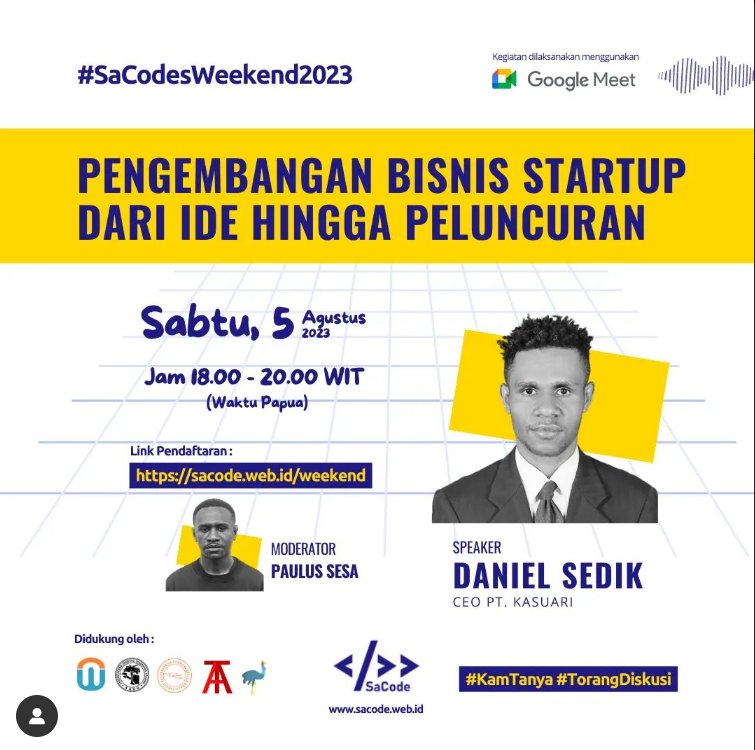 #SaCodesWeekend2023
Kegiatan dilaksanakan menggunakan
Google Meet
PENGEMBANGAN BISNIS STARTUP
DARI IDE HINGGA PELUNCURAN
Sabtu, 5 Agustus
2023
Jam 18.00 - 20.00 WIT
(Waktu Papua)
Link Pendaftaran :
https://sacode.web.id/weekend
MODERATOR
PAULUS SESA
SPEAKER
DANIEL SEDIK
CEO PT. KASUARI
Didukung oleh :
</>>
SaCode
www.sacode.web.id
#KamTanya #TorangDiskusi